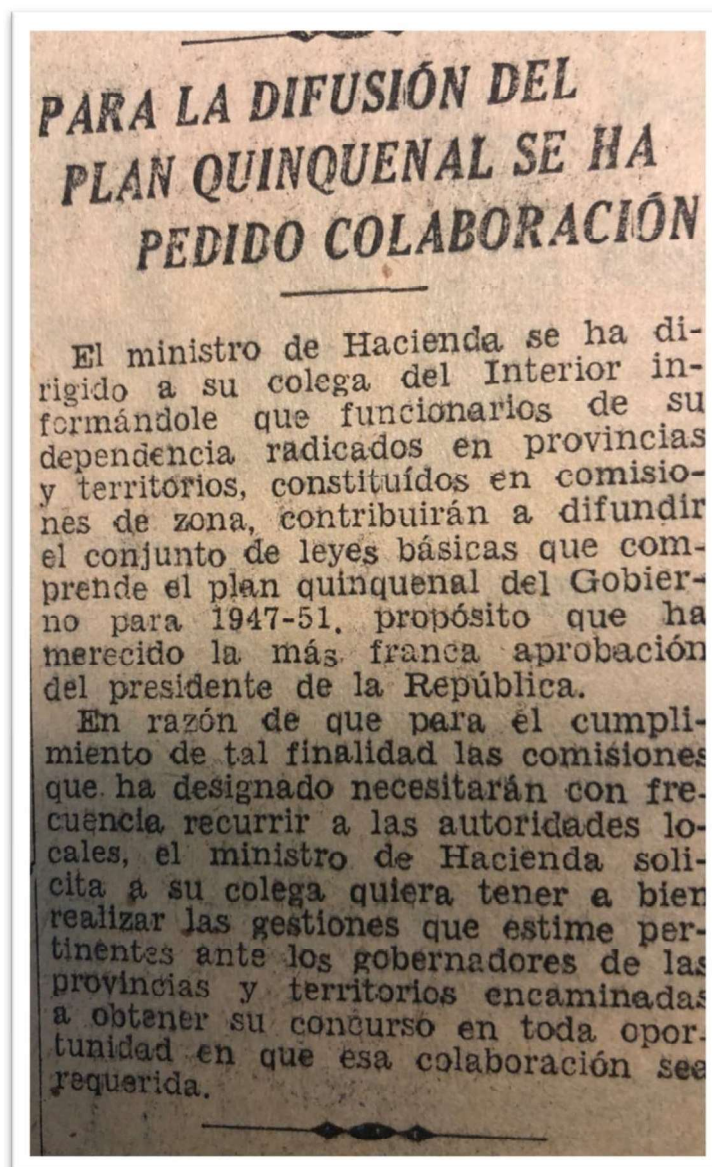 PARA LA DIFUSIÓN DEL
PLAN QUINQUENAL SE HA
PEDIDO COLABORACIÓN
El ministro de Hacienda se ha di-
rigido a su colega del Interior in-
formándole que funcionarios de su
dependencia radicados en provincias
y territorios, constituídos en comisio-
nes de zona, contribuirán a difundir
el conjunto de leyes básicas que com-
prende el plan quinquenal del Gobier-
no para 1947-51, propósito que ha
merecido la más franca aprobación
del presidente de la República.
En razón de que para el cumpli-
miento de tal finalidad las comisiones
que ha designado necesitarán con fre-
cuencia recurrir a las autoridades lo-
cales, el ministro de Hacienda soli-
cita a su colega quiera tener a bien
realizar las gestiones que estime per-
tinentes ante los gobernadores de las
provincias y territorios encaminadas
a obtener su concurso en toda opor-
tunidad en que esa colaboración sea
requerida.